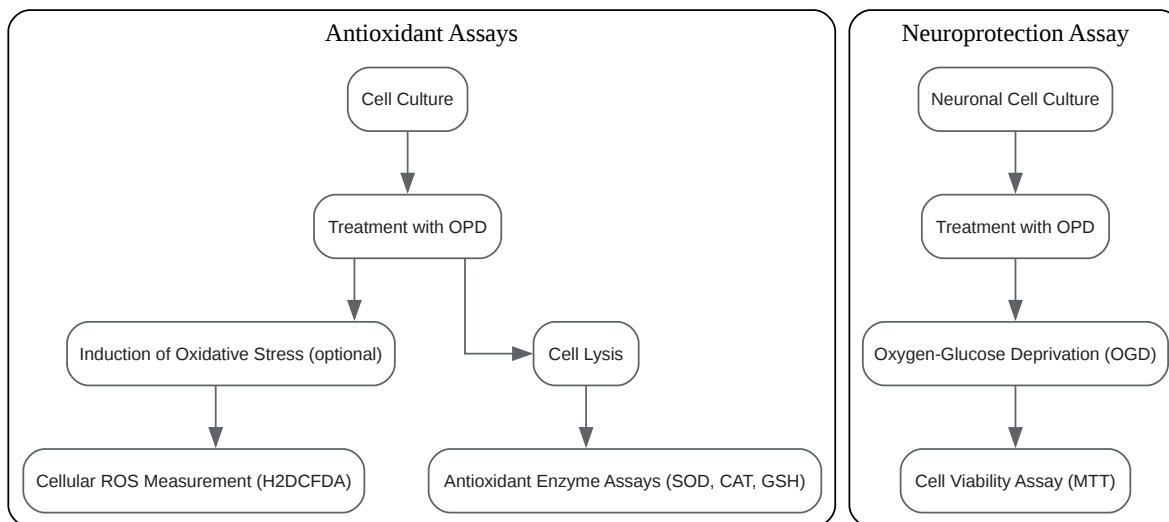 Antioxidant Assays
Cell Culture
Treatment with OPD
Induction of Oxidative Stress (optional)
Cell Lysis
Cellular ROS Measurement (H2DCFDA)
Antioxidant Enzyme Assays (SOD, CAT, GSH)
Neuroprotection Assay
Neuronal Cell Culture
Treatment with OPD
Oxygen-Glucose Deprivation (OGD)
Cell Viability Assay (MTT)